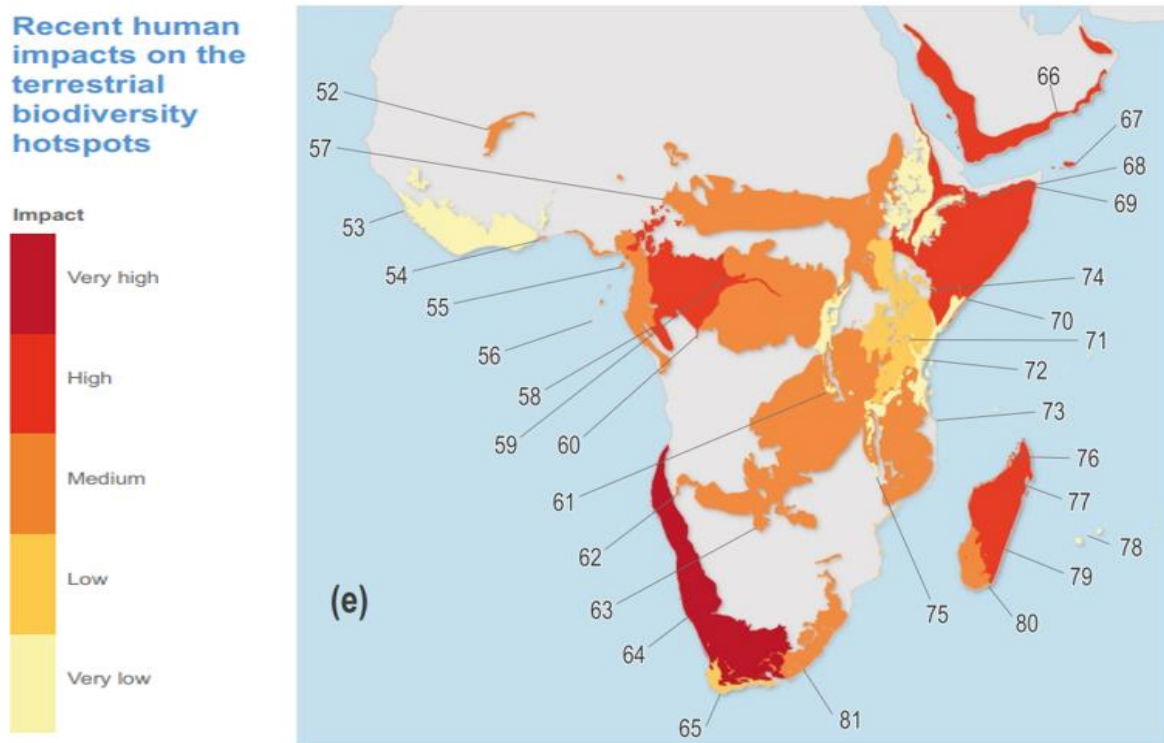 Recent human
impacts on the
terrestrial
biodiversity
hotspots
Impact
Very high
High
Medium
Low
Very low
52
57
53
54
55
56
58
59
60
61
62
63
64
65
(e)
66
67
68
69
74
70
71
72
73
76
77
78
79
75
80
81